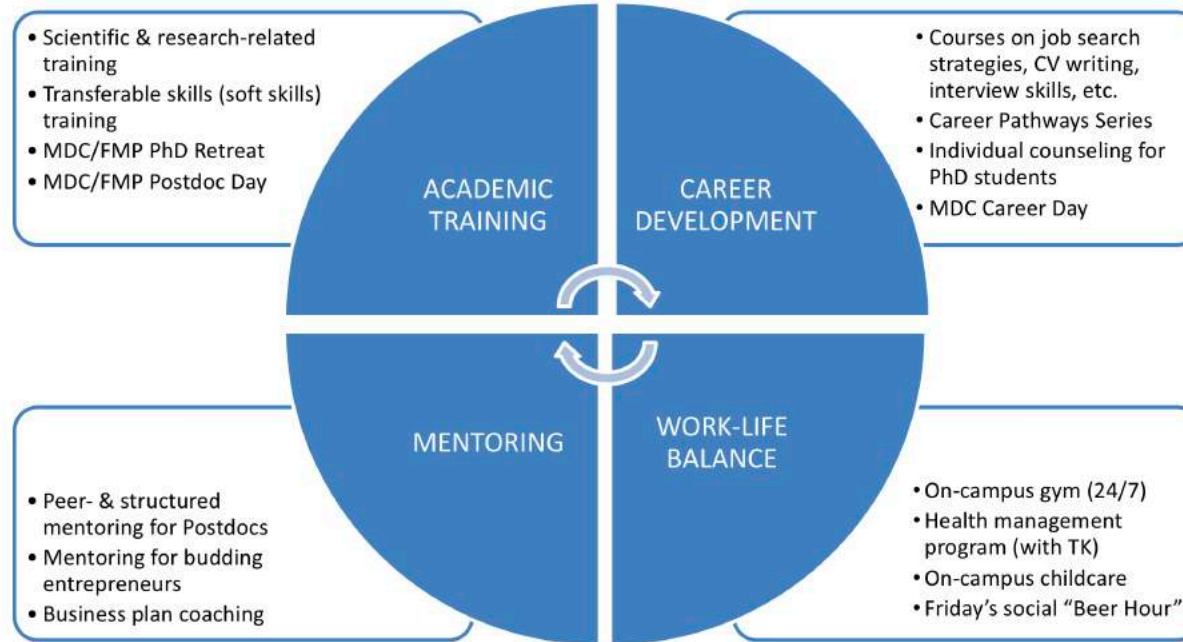 • Scientific & research-related
training
• Transferable skills (soft skills)
training
• MDC/FMP PhD Retreat
• MDC/FMP Postdoc Day
ACADEMIC
TRAINING
CAREER
DEVELOPMENT
• Courses on job search
strategies, CV writing,
interview skills, etc.
• Career Pathways Series
• Individual counseling for
PhD students
• MDC Career Day
MENTORING
WORK-LIFE
BALANCE
• Peer- & structured
mentoring for Postdocs
• Mentoring for budding
entrepreneurs
• Business plan coaching
• On-campus gym (24/7)
• Health management
program (with TK)
• On-campus childcare
• Friday's social “Beer Hour”